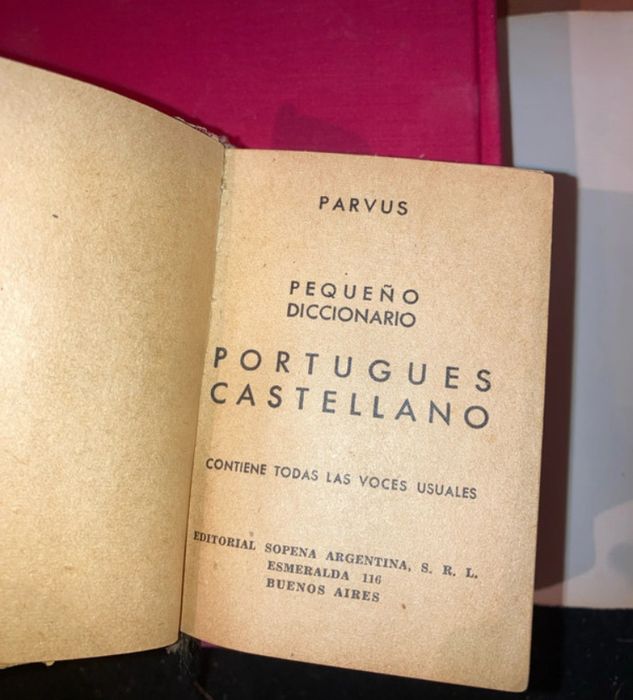 PARVUS
PEQUEÑO
DICCIONARIO
PORTUGUES
CASTELLANO
CONTIENE TODAS LAS VOCES USUALES
EDITORIAL SOPENA ARGENTINA, S. R. L.
ESMERALDA 116
BUENOS AIRES